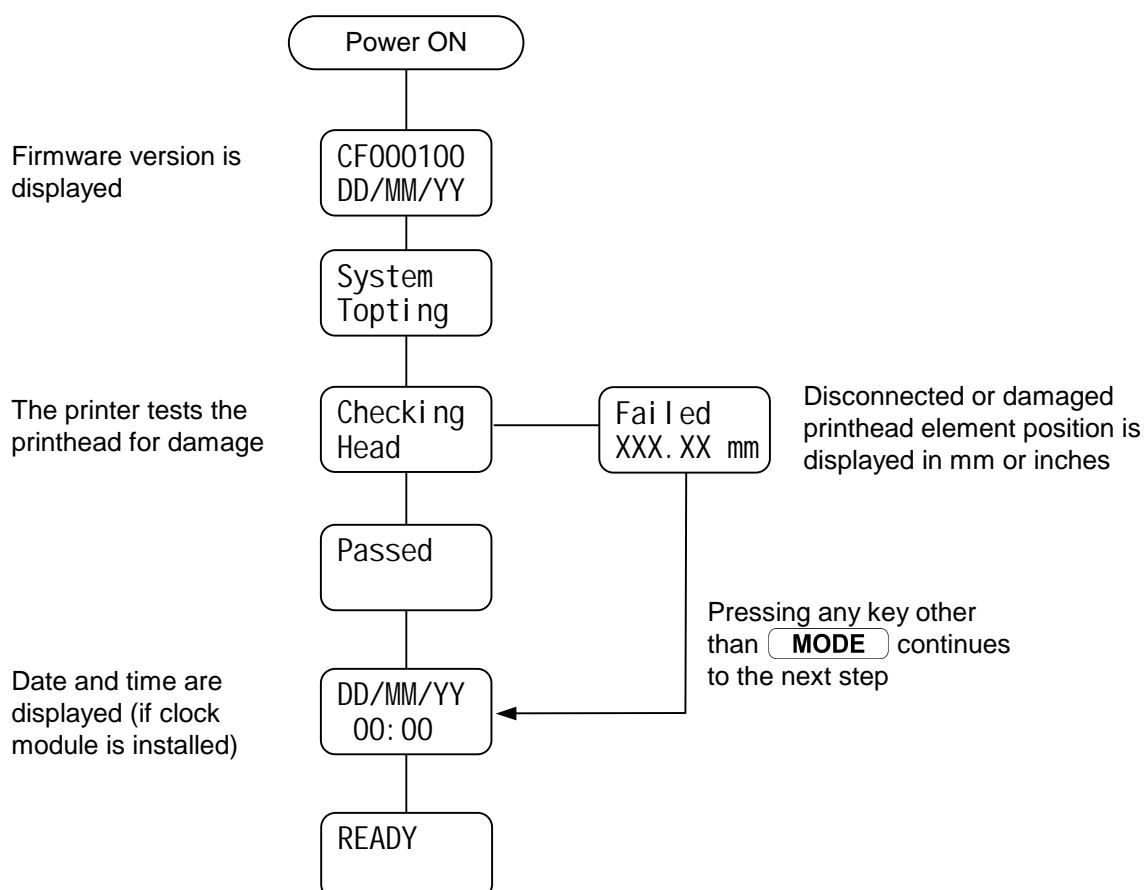 Power ON
Firmware version is
displayed
CF000100
DD/MM/YY
System
Topting
The printer tests the
printhead for damage
Checking
Head
Failed
XXX.XX mm
Disconnected or damaged
printhead element position is
displayed in mm or inches
Passed
Pressing any key other
than MODE continues
to the next step
Date and time are
displayed (if clock
module is installed)
DD/MM/YY
00:00
READY